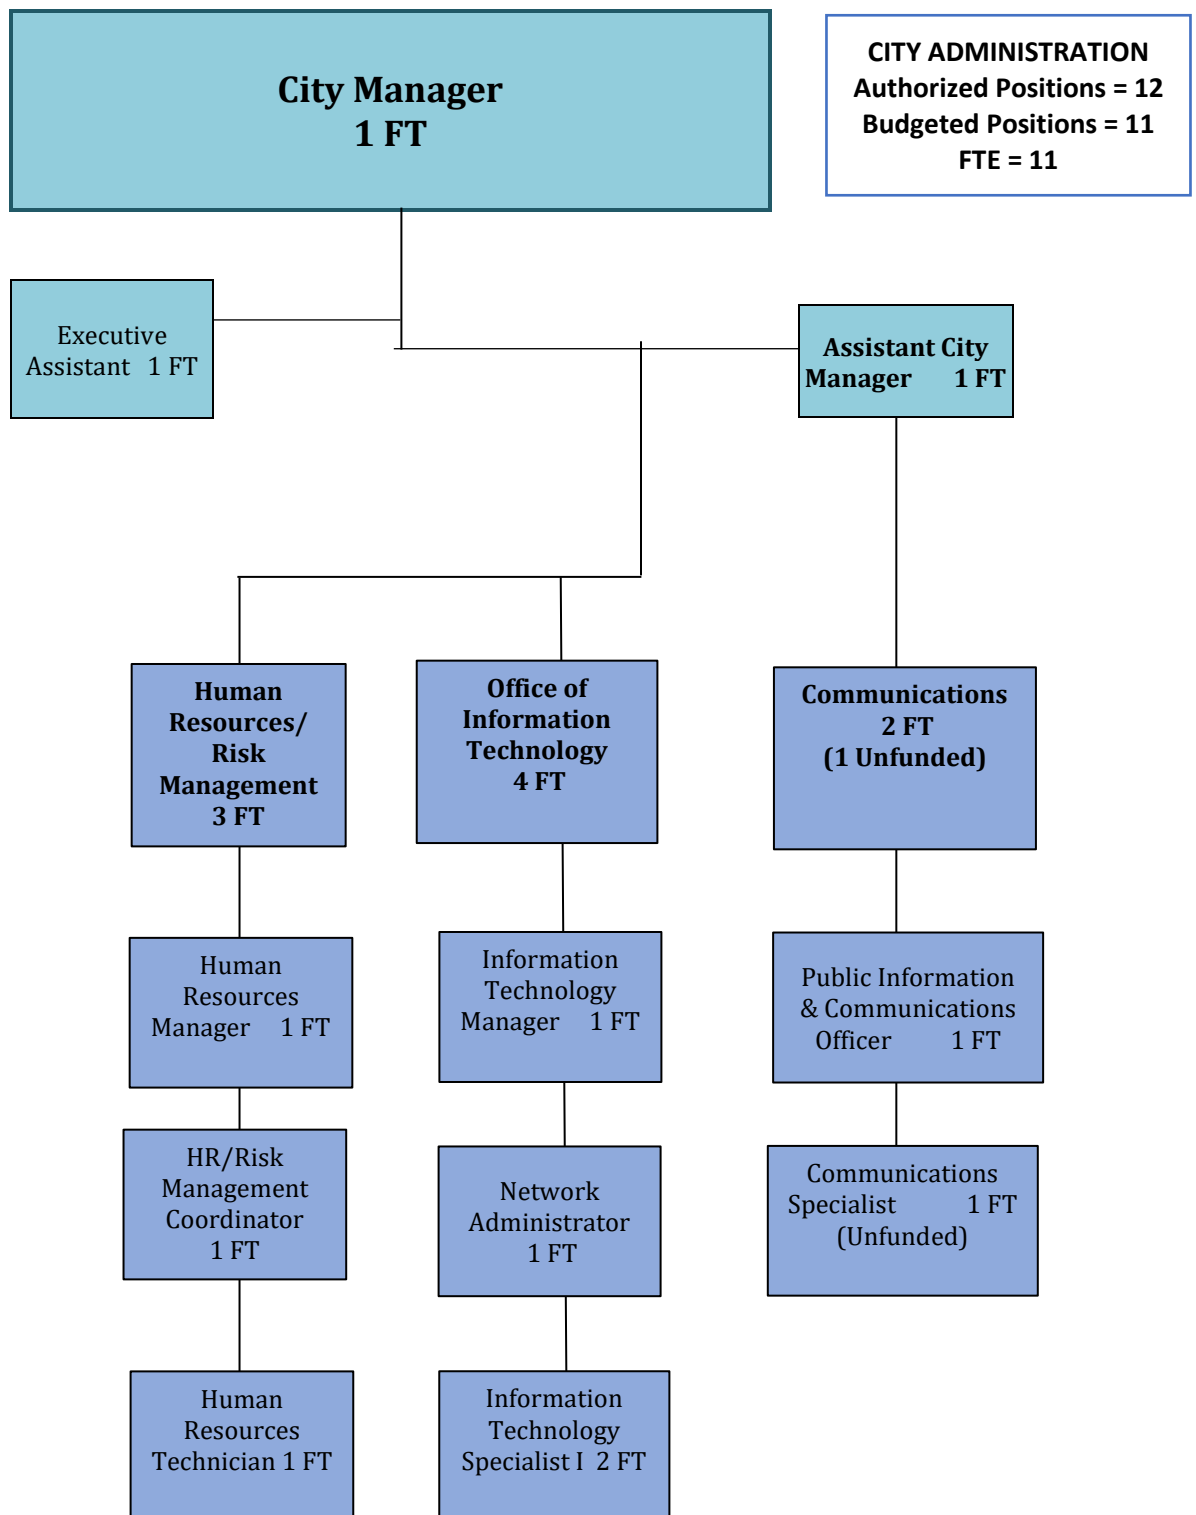 City Manager
1 FT
CITY ADMINISTRATION
Authorized Positions = 12
Budgeted Positions = 11
FTE = 11
Executive
Assistant 1 FT
Assistant City
Manager 1 FT
Human
Resources/
Risk
Management
3 FT
Office of
Information
Technology
4 FT
Communications
2 FT
(1 Unfunded)
Human
Resources
Manager 1 FT
Information
Technology
Manager 1 FT
Public Information
& Communications
Officer 1 FT
HR/Risk
Management
Coordinator
1 FT
Network
Administrator
1 FT
Communications
Specialist 1 FT
(Unfunded)
Human
Resources
Technician 1 FT
Information
Technology
Specialist I 2 FT